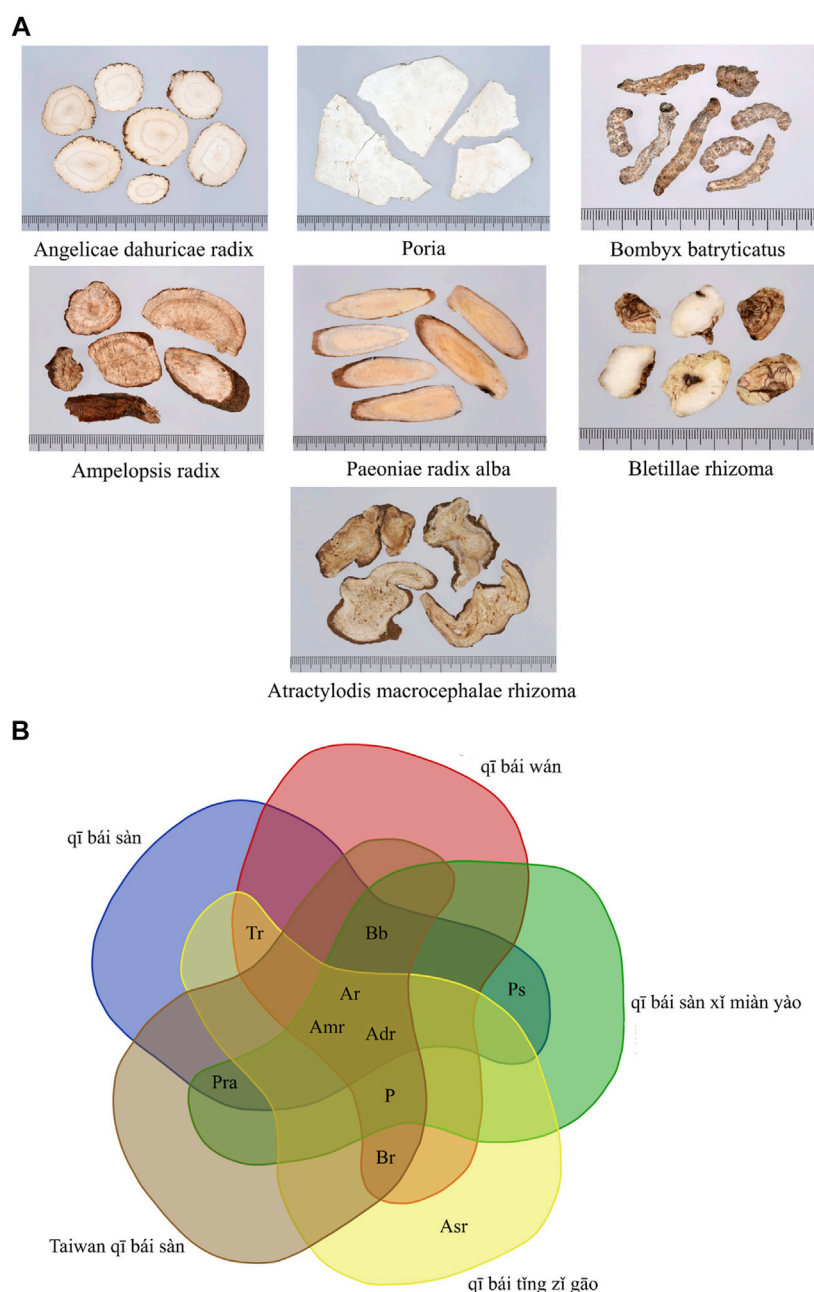 A
Angelicae dahuricae radix
Poria
Bombyx batryticatus
Ampelopsis radix
Paeoniae radix alba
Bletillae rhizoma
Atractylodis macrocephalae rhizoma
B
qī bái wán
qī bái sàn
Tr
Bb
Ps
qī bái sàn xǐ miàn yào
Ar
Amr
Adr
Pra
P
Br
Asr
Taiwan qī bái sàn
qī bái tǐng zǐ gāo